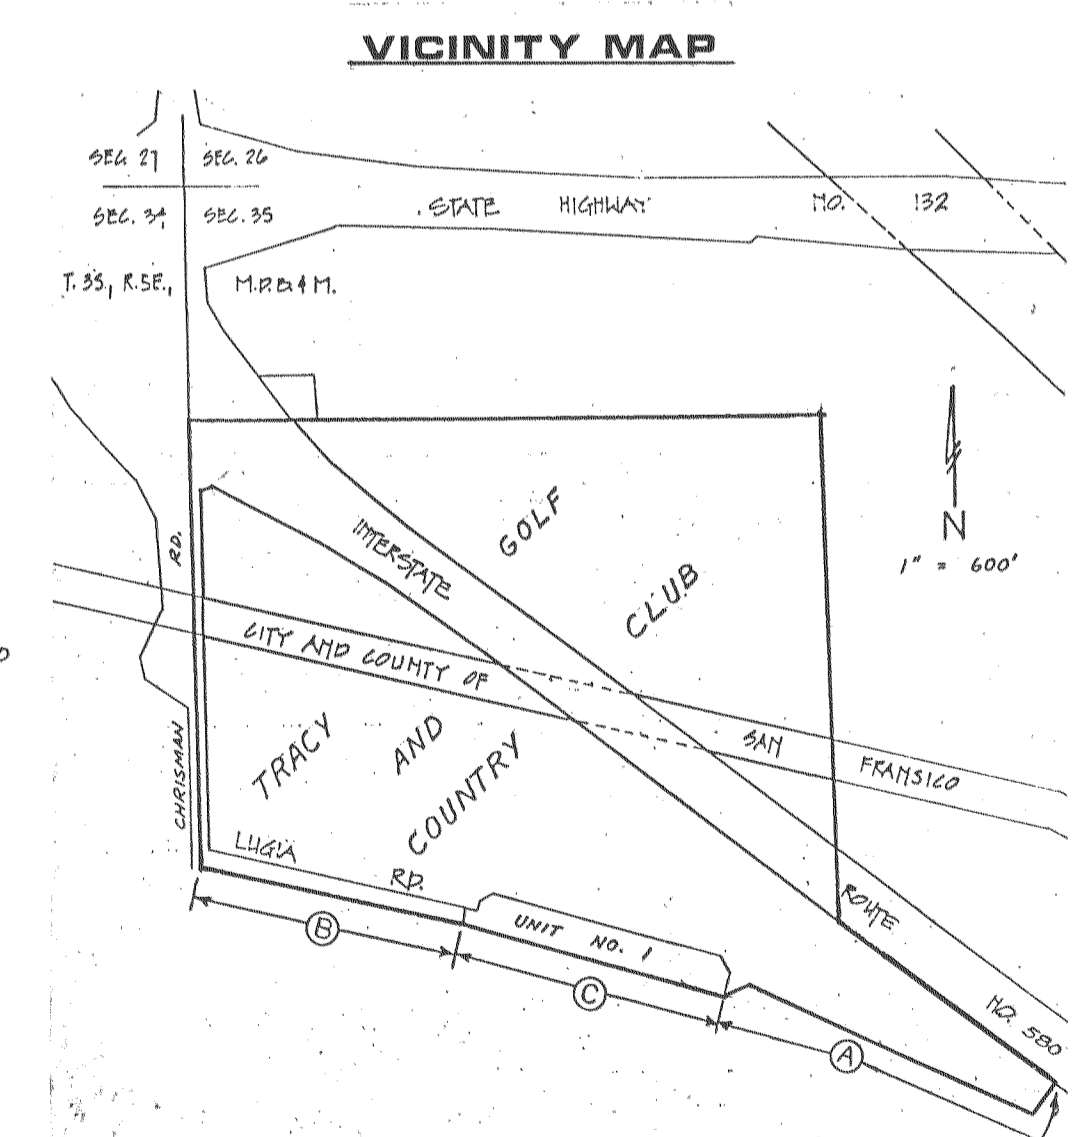 VICINITY MAP
SEC. 27 SEC. 26
SEC. 34, SEC. 35
STATE HIGHWAY NO. 132
T. 3S., R. 5E., M.D.B. & M.
GOLF
INTERSTATE
N
RD.
1" = 600'
CLUB
CITY AND COUNTY OF
SAN FRANSICO
TRACY AND COUNTRY
CHRISMAN
LUGIA RD.
ROUTE
UNIT NO. 1
B
C
A
NO. 580